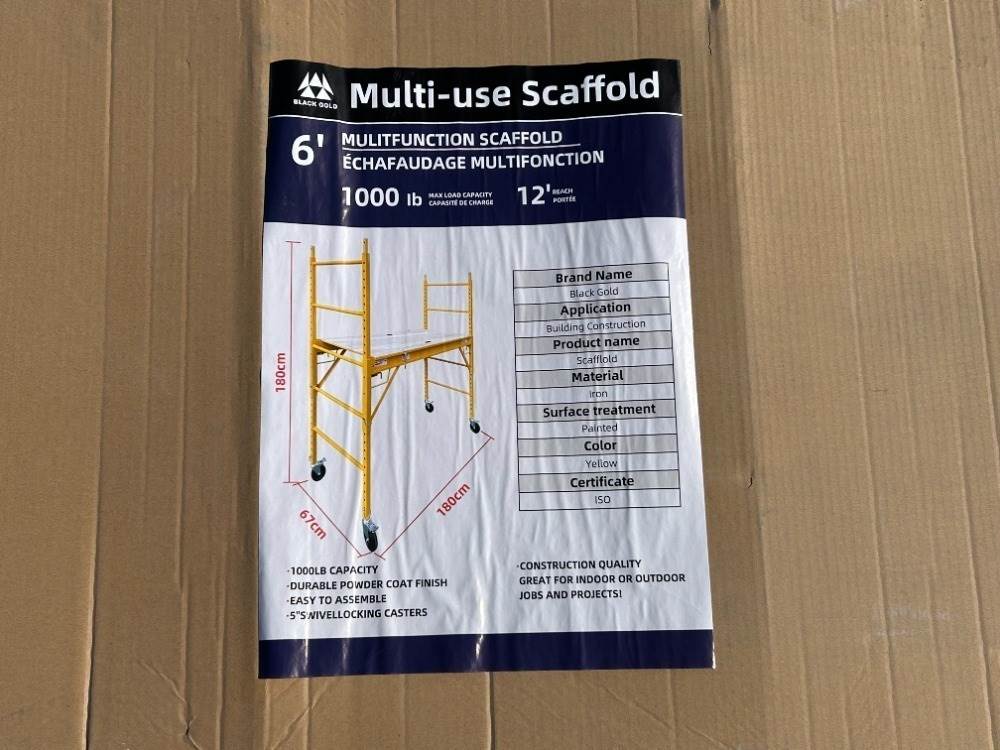 BLACK GOLD
Multi-use Scaffold
6'
MULITFUNCTION SCAFFOLD
ÉCHAFAUDAGE MULTIFONCTION
1000 lb
MAX LOAD CAPACITY
CAPASITÉ DE CHARGE
12'
REACH
PORTÉE
180cm
67cm
180cm
Brand Name
Black Gold
Application
Building Construction
Product name
Scafflold
Material
iron
Surface treatment
Painted
Color
Yellow
Certificate
ISO
·1000LB CAPACITY
·DURABLE POWDER COAT FINISH
·EASY TO ASSEMBLE
·5"SWIVELLOCKING CASTERS
·CONSTRUCTION QUALITY
GREAT FOR INDOOR OR OUTDOOR
JOBS AND PROJECTS!